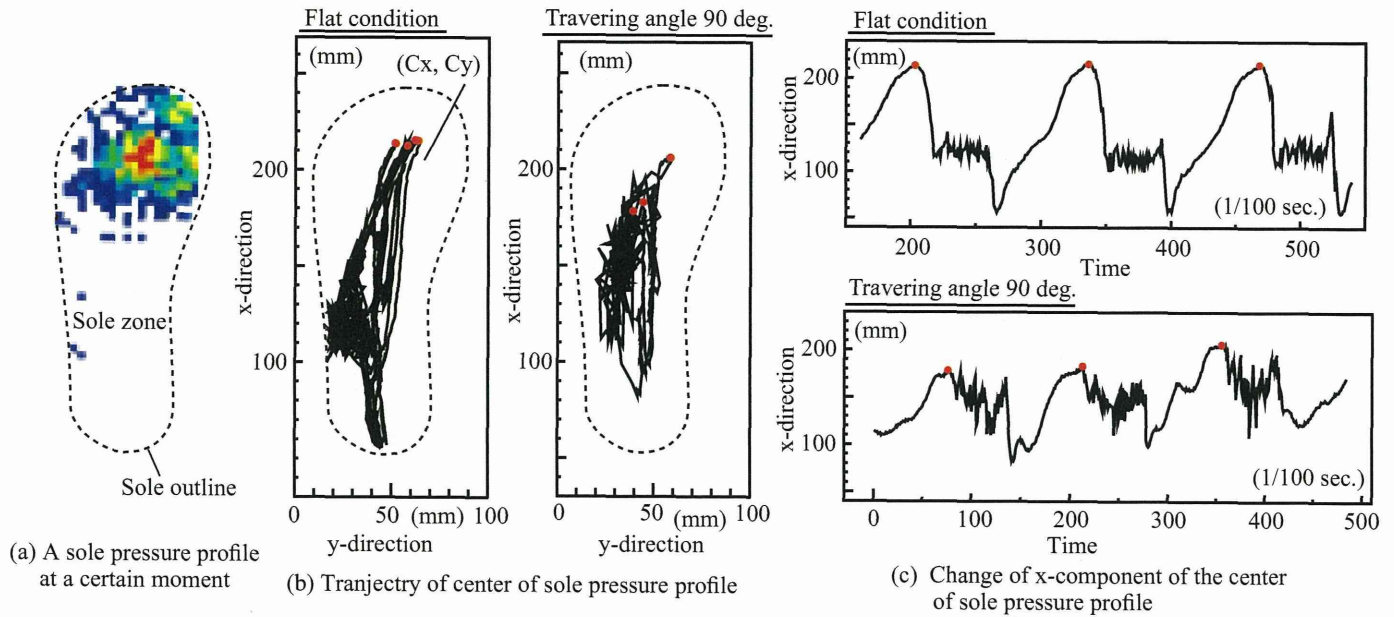 Flat condition
(mm)
(Cx, Cy)
200
100
x-direction
0
50
(mm)
100
y-direction
Travering angle 90 deg.
(mm)
200
100
x-direction
0
50
(mm)
100
y-direction
Sole zone
Sole outline
(a) A sole pressure profile
at a certain moment
(b) Tranjectry of center of sole pressure profile
Flat condition
(mm)
200
100
x-direction
(1/100 sec.)
200
300
400
500
Time
Travering angle 90 deg.
(mm)
200
100
x-direction
(1/100 sec.)
0
100
200
300
400
500
Time
(c) Change of x-component of the center
of sole pressure profile